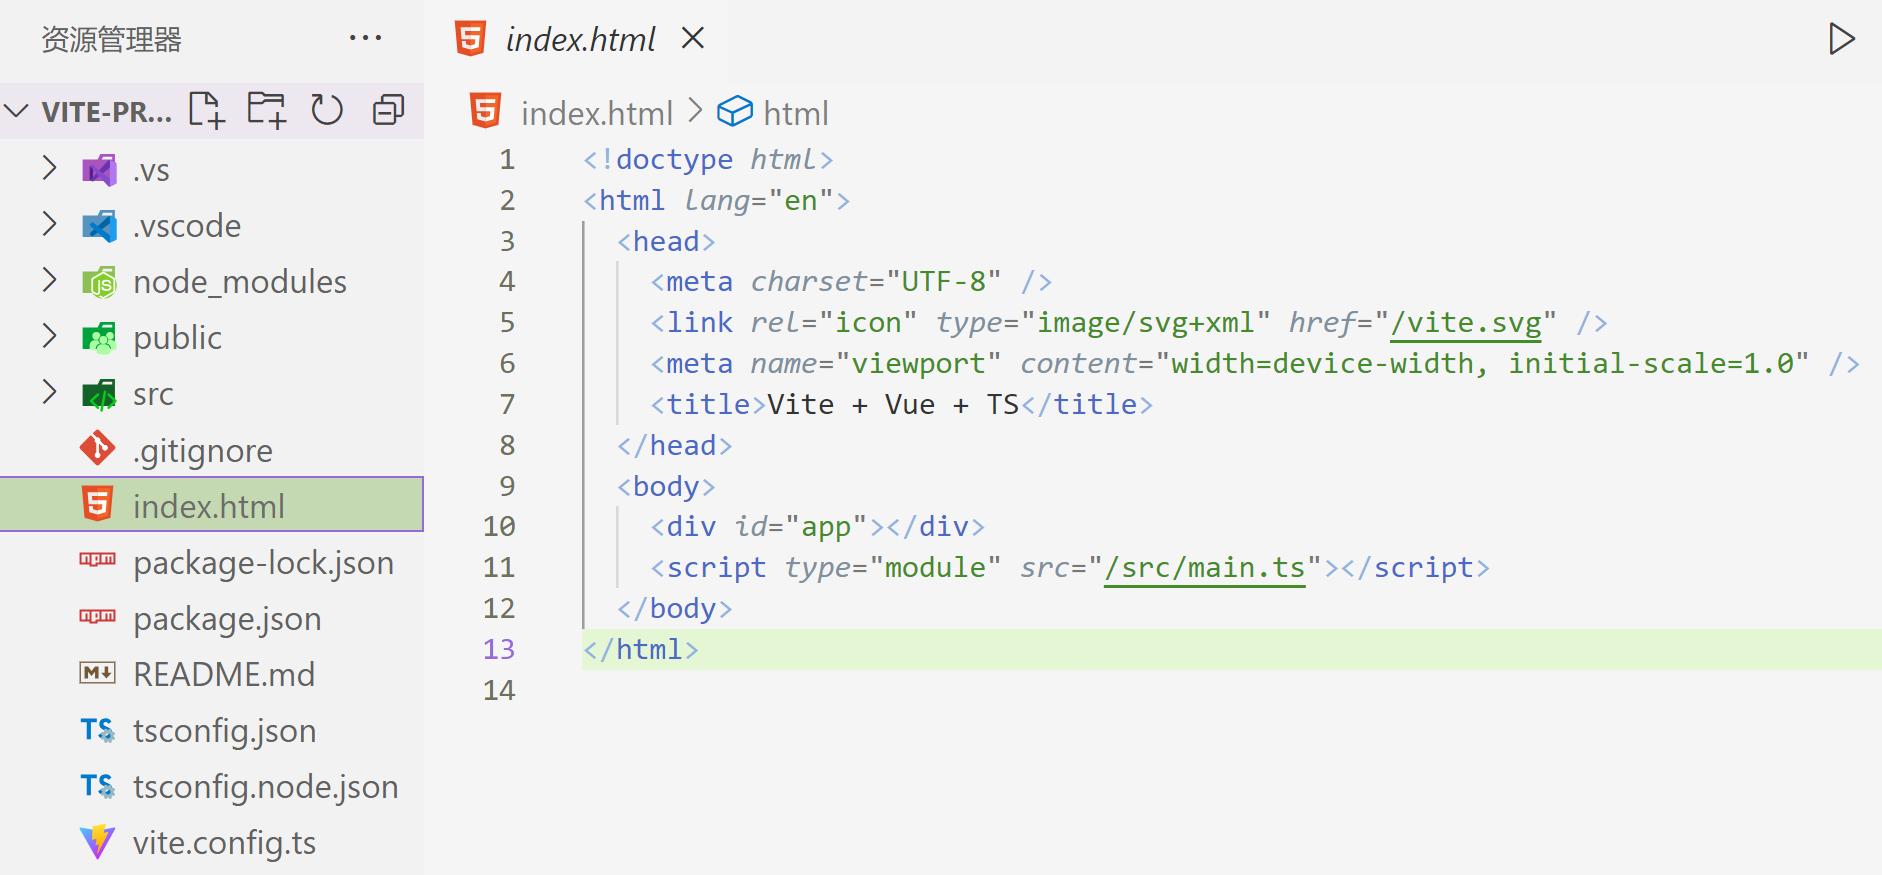 资源管理器 ···
VITE-PR...
.vs
.vscode
node_modules
public
src
.gitignore
index.html
package-lock.json
package.json
README.md
tsconfig.json
tsconfig.node.json
vite.config.ts
index.html
index.html > html
1 <!doctype html>
2 <html lang="en">
3   <head>
4     <meta charset="UTF-8" />
5     <link rel="icon" type="image/svg+xml" href="/vite.svg" />
6     <meta name="viewport" content="width=device-width, initial-scale=1.0" />
7     <title>Vite + Vue + TS</title>
8   </head>
9   <body>
10     <div id="app"></div>
11     <script type="module" src="/src/main.ts"></script>
12   </body>
13 </html>
14